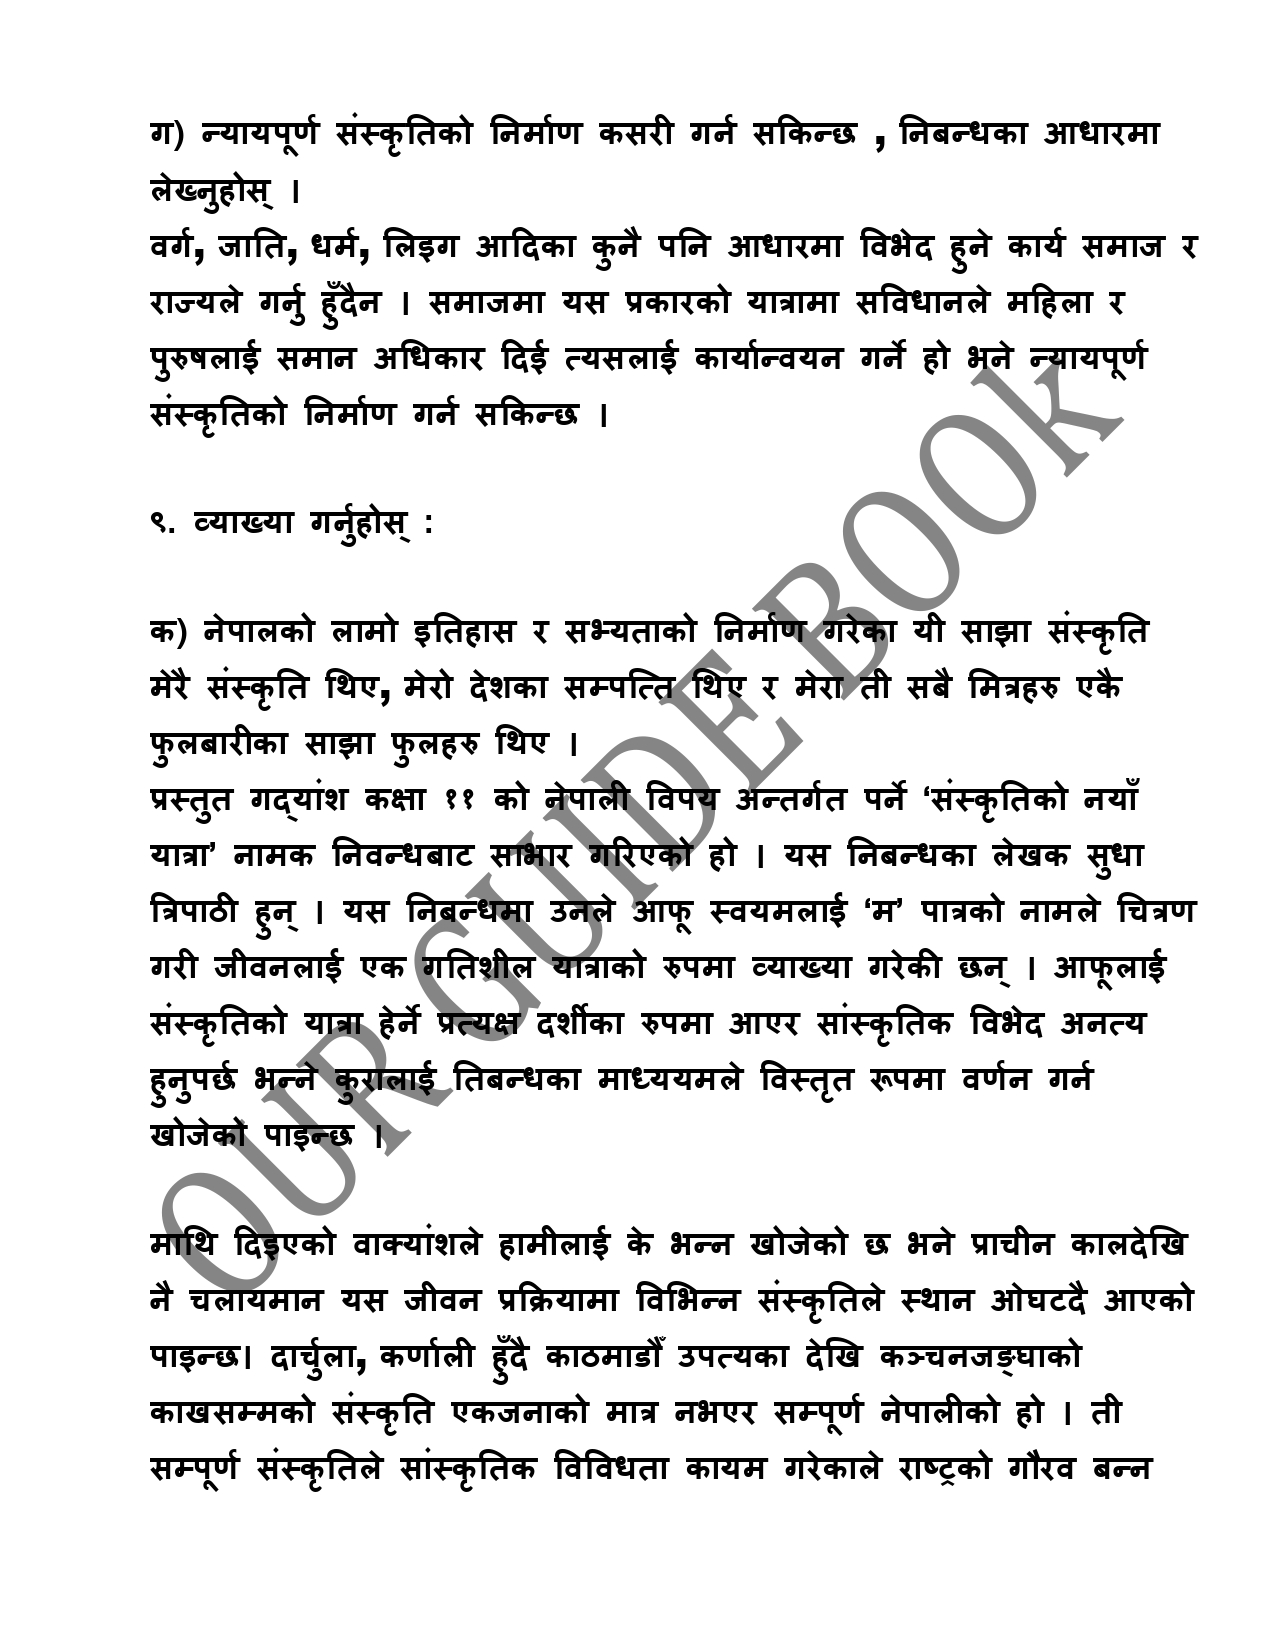 ग) न्यायपूर्ण संस्कृतिको निर्माण कसरी गर्न सकिन्छ , निबन्धका आधारमा
लेख्नुहोस् ।
वर्ग, जाति, धर्म, लिइग आदिका कुनै पनि आधारमा विभेद हुने कार्य समाज र
राज्यले गर्नु हुँदैन । समाजमा यस प्रकारको यात्रामा सविधानले महिला र
पुरुषलाई समान अधिकार दिई त्यसलाई कार्यान्वयन गर्ने हो भने न्यायपूर्ण
संस्कृतिको निर्माण गर्न सकिन्छ ।
९. व्याख्या गर्नुहोस् :
क) नेपालको लामो इतिहास र सभ्यताको निर्माण गरेका यी साझा संस्कृति
मेरै संस्कृति थिए, मेरो देशका सम्पत्ति थिए र मेरा ती सबै मित्रहरु एकै
फुलबारीका साझा फुलहरु थिए ।
प्रस्तुत गद्यांश कक्षा ११ को नेपाली विपय अन्तर्गत पर्ने ‘संस्कृतिको नयाँ
यात्रा’ नामक निवन्धबाट साभार गरिएको हो । यस निबन्धका लेखक सुधा
त्रिपाठी हुन् । यस निबन्धमा उनले आफू स्वयमलाई ‘म’ पात्रको नामले चित्रण
गरी जीवनलाई एक गतिशील यात्राको रुपमा व्याख्या गरेकी छन् । आफूलाई
संस्कृतिको यात्रा हेर्ने प्रत्यक्ष दर्शीका रुपमा आएर सांस्कृतिक विभेद अनत्य
हुनुपर्छ भन्ने कुरालाई तिबन्धका माध्ययमले विस्तृत रूपमा वर्णन गर्न
खोजेको पाइन्छ ।
माथि दिइएको वाक्यांशले हामीलाई के भन्न खोजेको छ भने प्राचीन कालदेखि
नै चलायमान यस जीवन प्रक्रियामा विभिन्न संस्कृतिले स्थान ओघटदै आएको
पाइन्छ। दार्चुला, कर्णाली हुँदै काठमाडौँ उपत्यका देखि कञ्चनजङ्घाको
काखसम्मको संस्कृति एकजनाको मात्र नभएर सम्पूर्ण नेपालीको हो । ती
सम्पूर्ण संस्कृतिले सांस्कृतिक विविधता कायम गरेकाले राष्ट्रको गौरव बन्न
OUR GUIDE BOOk